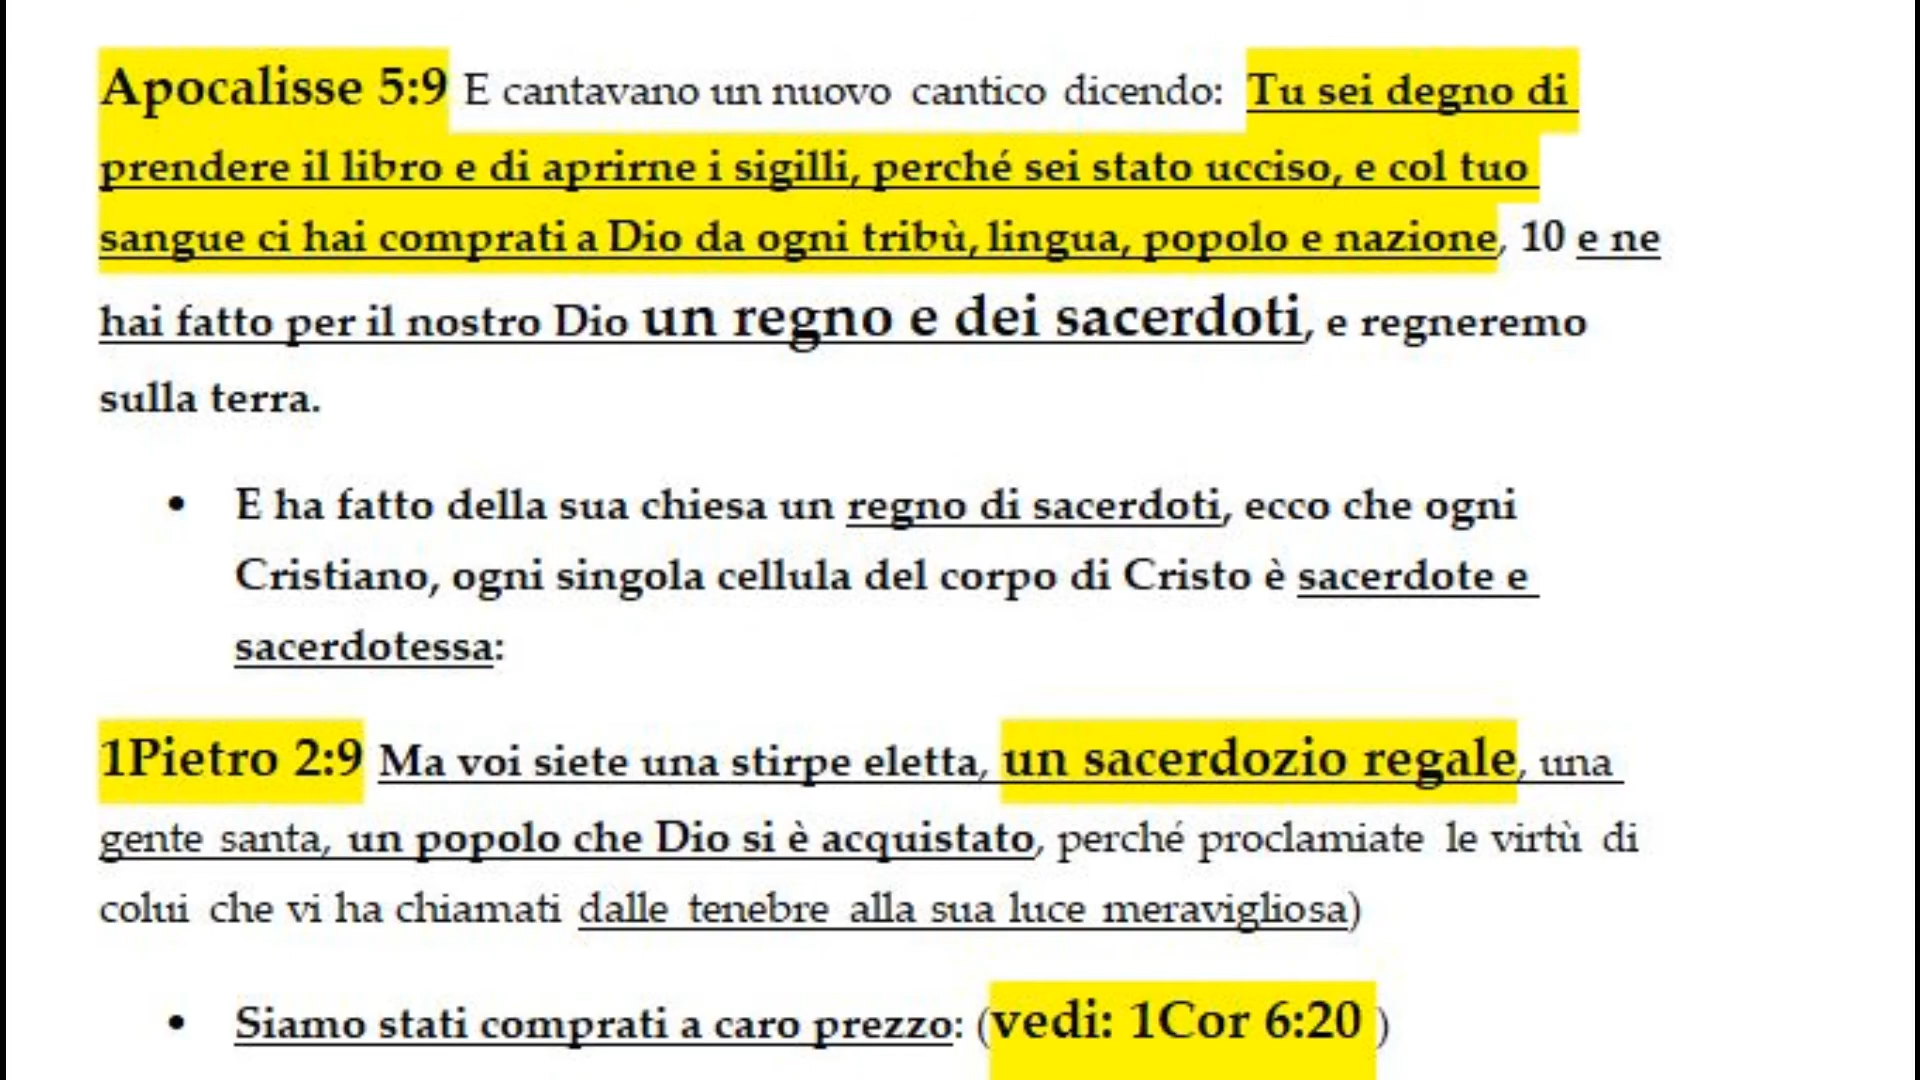 Apocalisse 5:9 E cantavano un nuovo cantico dicendo: Tu sei degno di
prendere il libro e di aprirne i sigilli, perché sei stato ucciso, e col tuo
sangue ci hai comprati a Dio da ogni tribù, lingua, popolo e nazione, 10 e ne
hai fatto per il nostro Dio un regno e dei sacerdoti, e regneremo
sulla terra.
• E ha fatto della sua chiesa un regno di sacerdoti, ecco che ogni
Cristiano, ogni singola cellula del corpo di Cristo è sacerdote e
sacerdotessa:
1Pietro 2:9 Ma voi siete una stirpe eletta, un sacerdozio regale, una
gente santa, un popolo che Dio si è acquistato, perché proclamiate le virtù di
colui che vi ha chiamati dalle tenebre alla sua luce meravigliosa)
• Siamo stati comprati a caro prezzo: (vedi: 1Cor 6:20 )